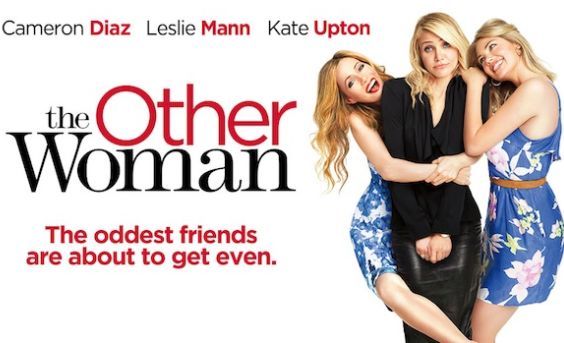 Cameron Diaz Leslie Mann Kate Upton
the Other
Woman
The oddest friends
are about to get even.